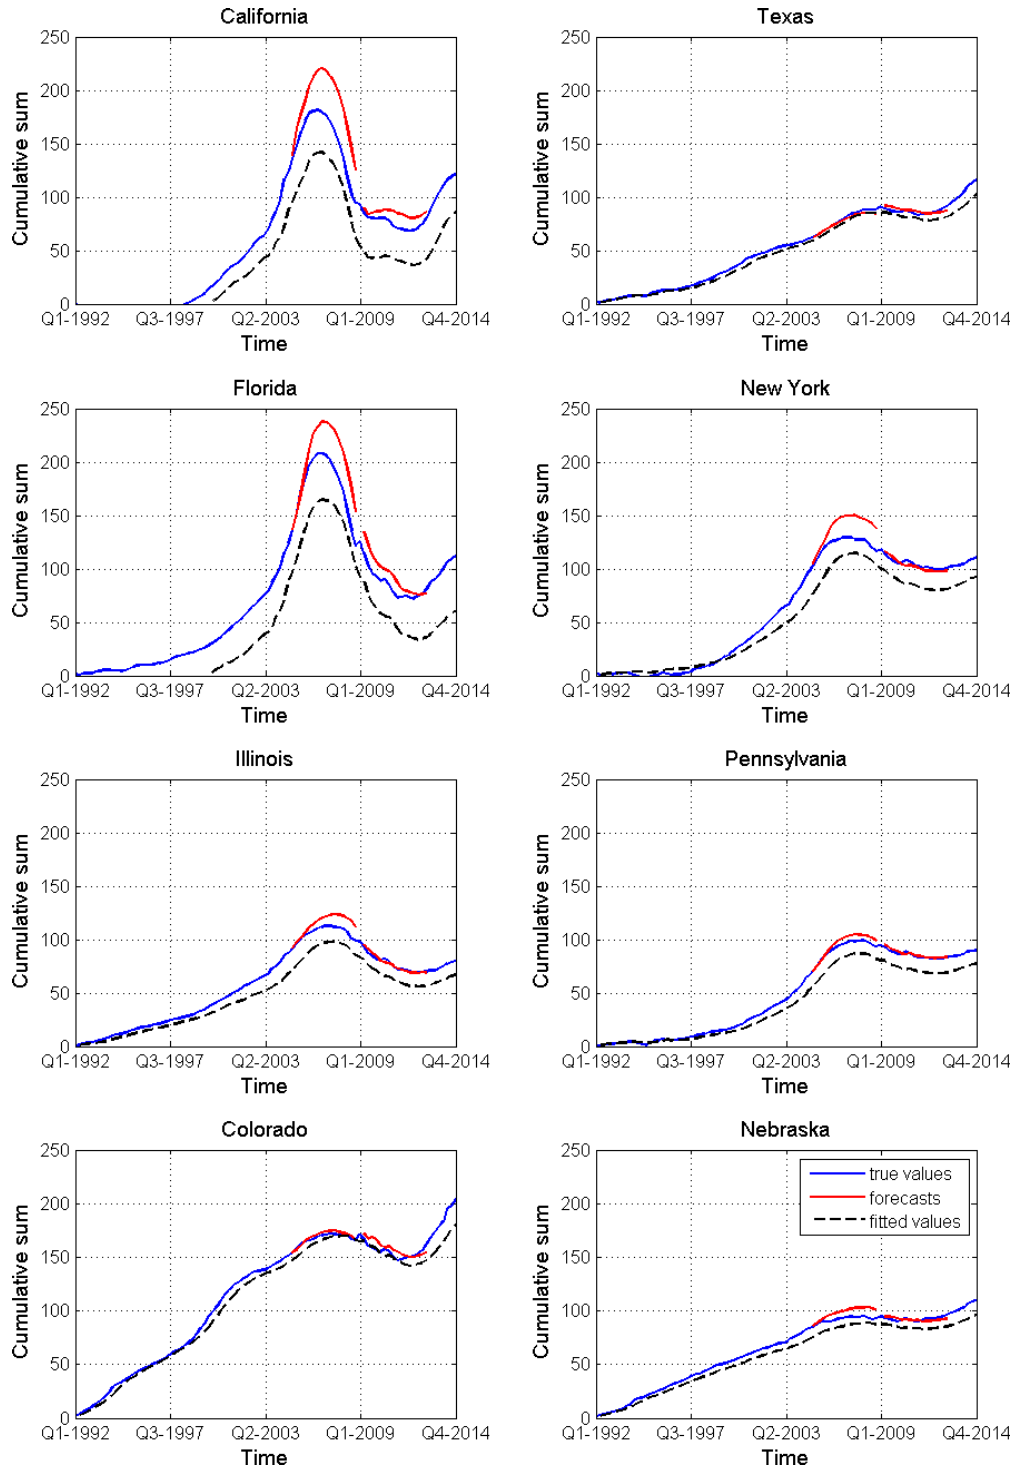 California
250
200
150
100
50
0
Cumulative sum
Q1-1992 Q3-1997 Q2-2003 Q1-2009 Q4-2014
Time
Texas
250
200
150
100
50
0
Cumulative sum
Q1-1992 Q3-1997 Q2-2003 Q1-2009 Q4-2014
Time
Florida
250
200
150
100
50
0
Cumulative sum
Q1-1992 Q3-1997 Q2-2003 Q1-2009 Q4-2014
Time
New York
250
200
150
100
50
0
Cumulative sum
Q1-1992 Q3-1997 Q2-2003 Q1-2009 Q4-2014
Time
Illinois
250
200
150
100
50
0
Cumulative sum
Q1-1992 Q3-1997 Q2-2003 Q1-2009 Q4-2014
Time
Pennsylvania
250
200
150
100
50
0
Cumulative sum
Q1-1992 Q3-1997 Q2-2003 Q1-2009 Q4-2014
Time
Colorado
250
200
150
100
50
0
Cumulative sum
Q1-1992 Q3-1997 Q2-2003 Q1-2009 Q4-2014
Time
Nebraska
250
200
150
100
50
0
Cumulative sum
true values
forecasts
fitted values
Q1-1992 Q3-1997 Q2-2003 Q1-2009 Q4-2014
Time